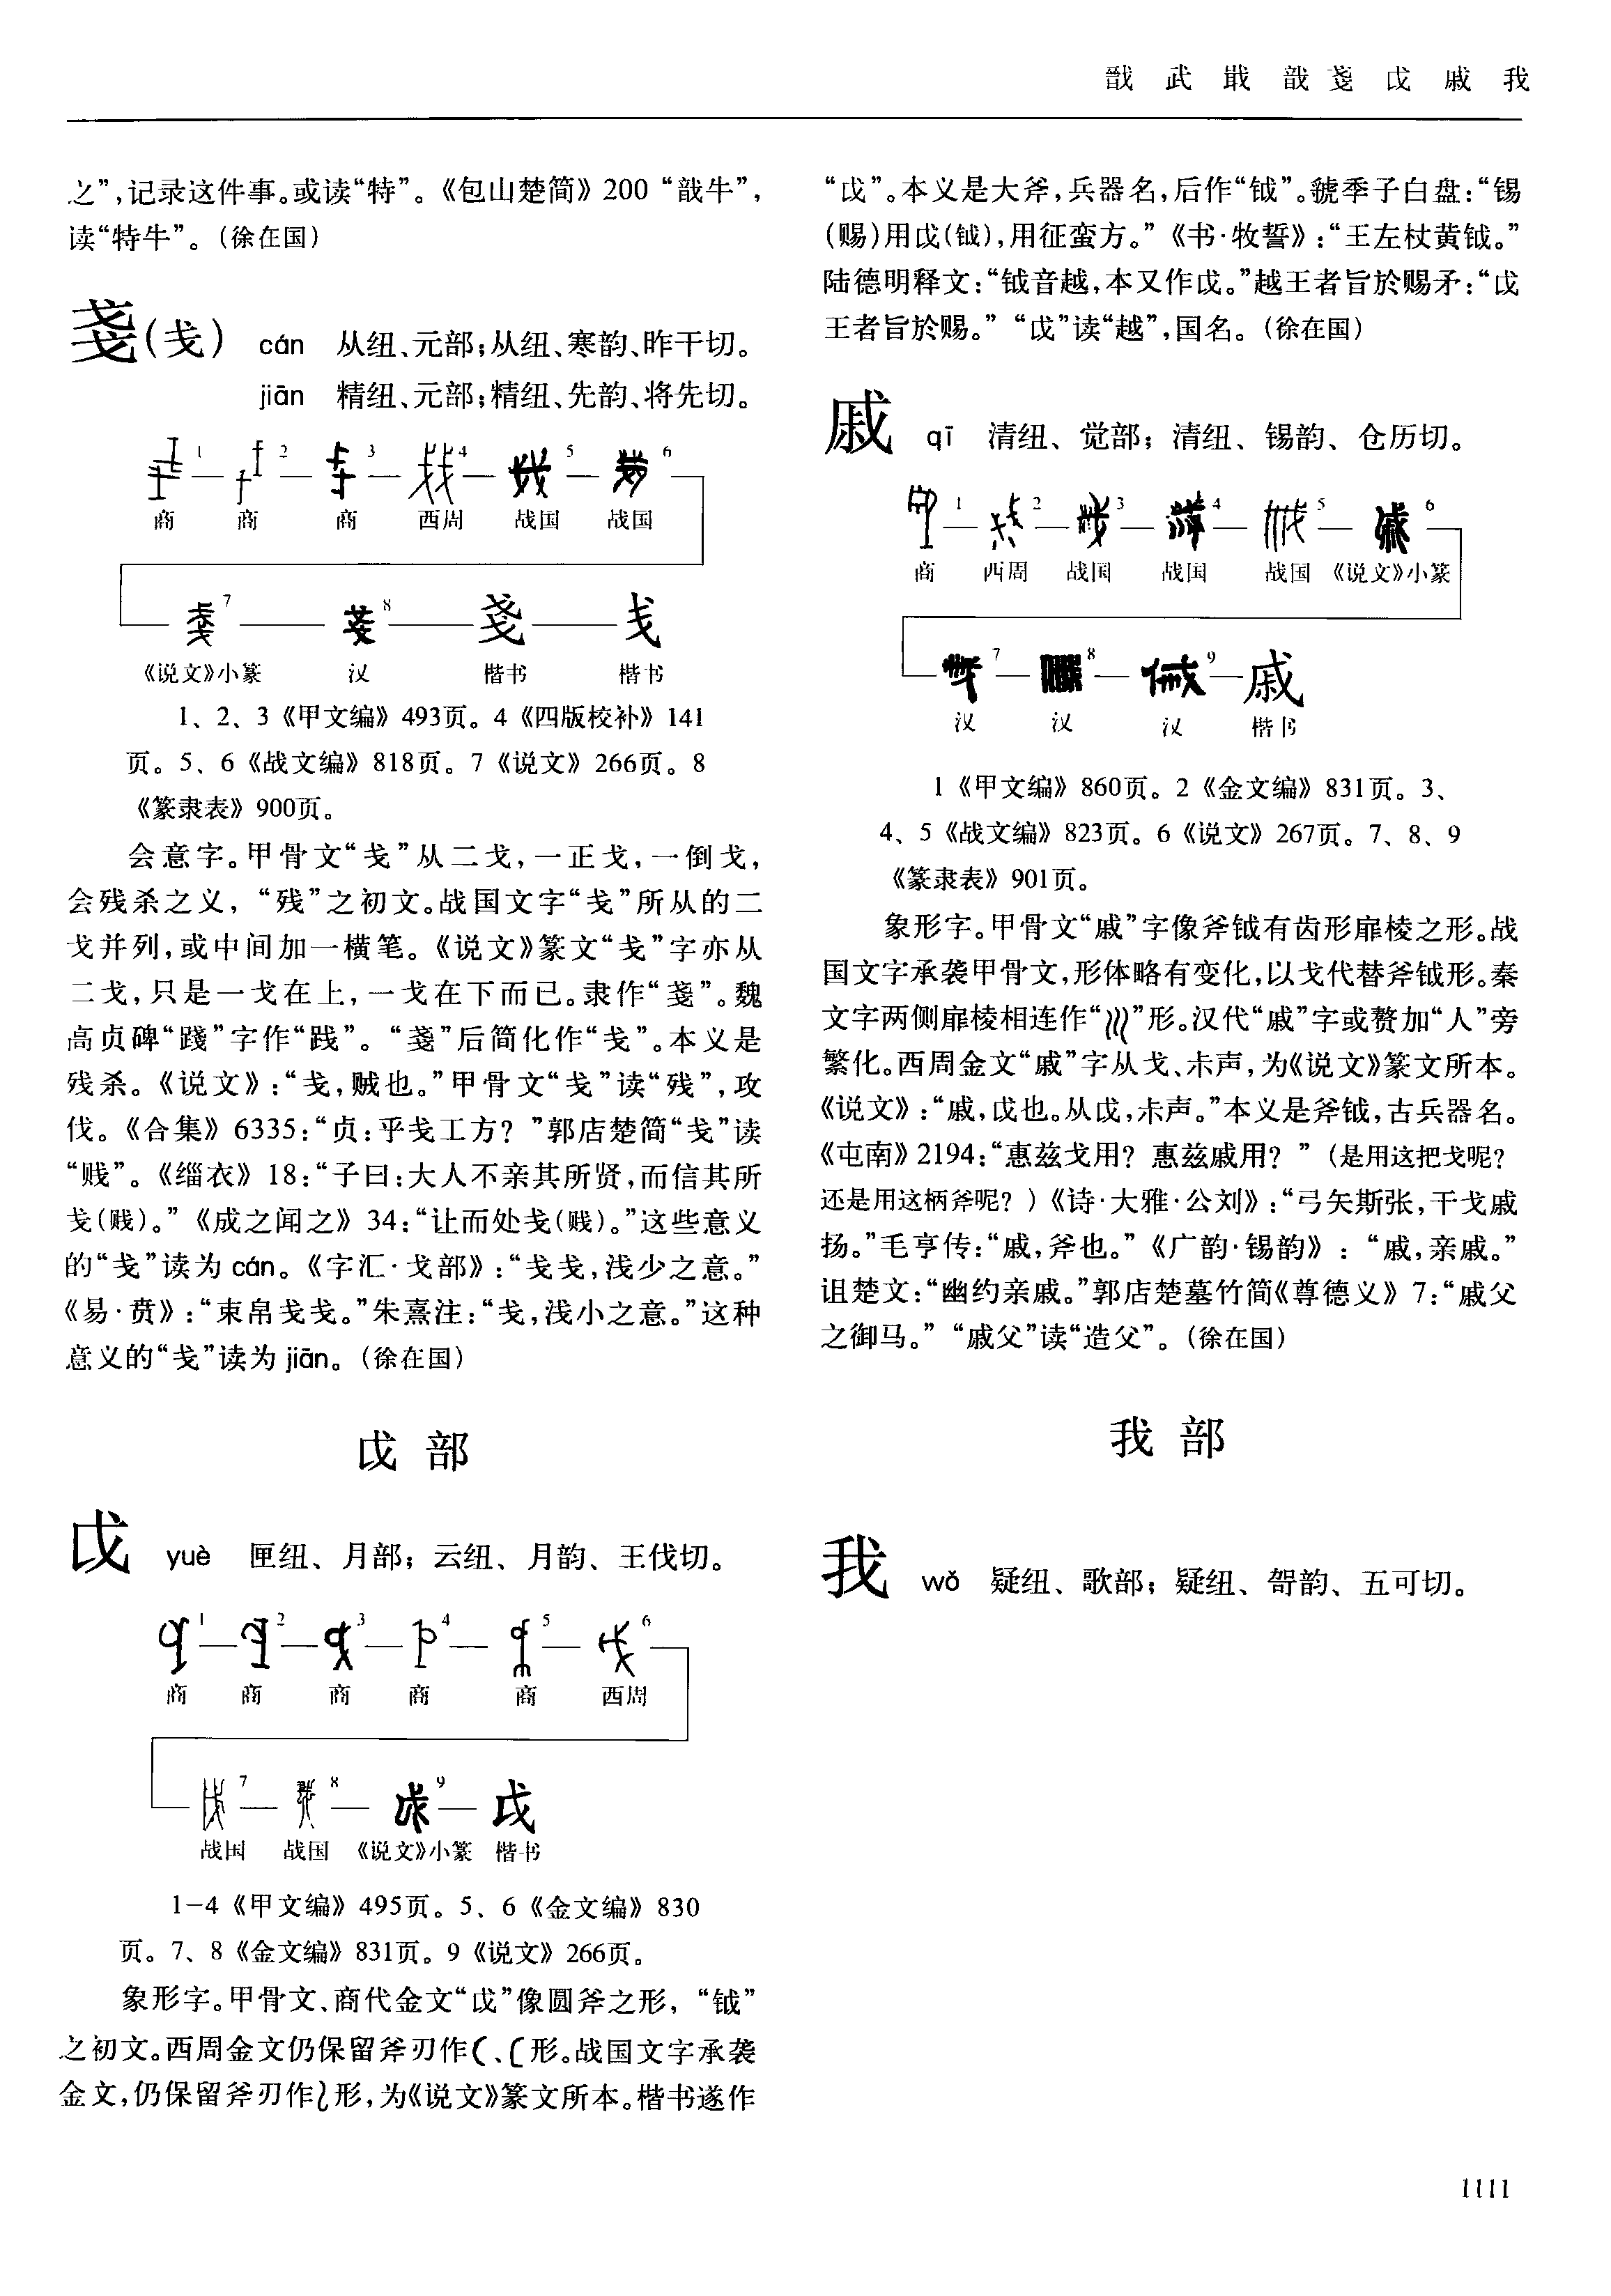 武 戋 戉 戚 我
之”,记录这件事。或读“特”。《包山楚简》200“戠牛”,
读“特牛”。(徐在国)
戔(戋) cán 从纽、元部;从纽、寒韵、昨干切。
jiān 精纽、元部;精纽、先韵、将先切。
1 2 3 4 5 6
商 商 商 西周 战国 战国
7 8 戔 戋
《说文》小篆 汉 楷书 楷书
1、2、3《甲文编》493页。4《四版校补》141
页。5、6《战文编》818页。7《说文》266页。8
《篆隶表》900页。
会意字。甲骨文“戋”从二戈,一正戈,一倒戈,
会残杀之义,“残”之初文。战国文字“戋”所从的二
戈并列,或中间加一横笔。《说文》篆文“戋”字亦从
二戈,只是一戈在上,一戈在下而已。隶作“戔”。魏
高贞碑“踐”字作“践”。“戔”后简化作“戋”。本义是
残杀。《说文》:“戋,贼也。”甲骨文“戋”读“残”,攻
伐。《合集》6335:“贞:乎戋工方?”郭店楚简“戋”读
“贱”。《缁衣》18:“子曰:大人不亲其所贤,而信其所
戋(贱)。”《成之闻之》34:“让而处戋(贱)。”这些意义
的“戋”读为 cán。《字汇·戈部》:“戋戋,浅少之意。”
《易·贲》:“束帛戋戋。”朱熹注:“戋,浅小之意。”这种
意义的“戋”读为 jiān。(徐在国)
戉 部
戉 yuè 匣纽、月部;云纽、月韵、王伐切。
1 2 3 4 5 6
商 商 商 商 商 西周
7 8 9 戉
战国 战国 《说文》小篆 楷书
1-4《甲文编》495页。5、6《金文编》830
页。7、8《金文编》831页。9《说文》266页。
象形字。甲骨文、商代金文“戉”像圆斧之形,“钺”
之初文。西周金文仍保留斧刃作、形。战国文字承袭
金文,仍保留斧刃作形,为《说文》篆文所本。楷书遂作
“戉”。本义是大斧,兵器名,后作“钺”。虢季子白盘:“锡
(赐)用戉(钺),用征蛮方。”《书·牧誓》:“王左杖黄钺。”
陆德明释文:“钺音越,本又作戉。”越王者旨於赐矛:“戉
王者旨於赐。”“戉”读“越”,国名。(徐在国)
戚 qī 清纽、觉部;清纽、锡韵、仓历切。
1 2 3 4 5 6
商 西周 战国 战国 战国 《说文》小篆
7 8 9 戚
汉 汉 汉 楷书
1《甲文编》860页。2《金文编》831页。3、
4、5《战文编》823页。6《说文》267页。7、8、9
《篆隶表》901页。
象形字。甲骨文“戚”字像斧钺有齿形扉棱之形。战
国文字承袭甲骨文,形体略有变化,以戈代替斧钺形。秦
文字两侧扉棱相连作“”形。汉代“戚”字或赘加“人”旁
繁化。西周金文“戚”字从戈、尗声,为《说文》篆文所本。
《说文》:“戚,戉也。从戉,尗声。”本义是斧钺,古兵器名。
《屯南》2194:“惠兹戈用?惠兹戚用?”(是用这把戈呢?
还是用这柄斧呢?)《诗·大雅·公刘》:“弓矢斯张,干戈戚
扬。”毛亨传:“戚,斧也。”《广韵·锡韵》:“戚,亲戚。”
诅楚文:“幽约亲戚。”郭店楚墓竹简《尊德义》7:“戚父
之御马。”“戚父”读“造父”。(徐在国)
我 部
我 wǒ 疑纽、歌部;疑纽、哿韵、五可切。
1111